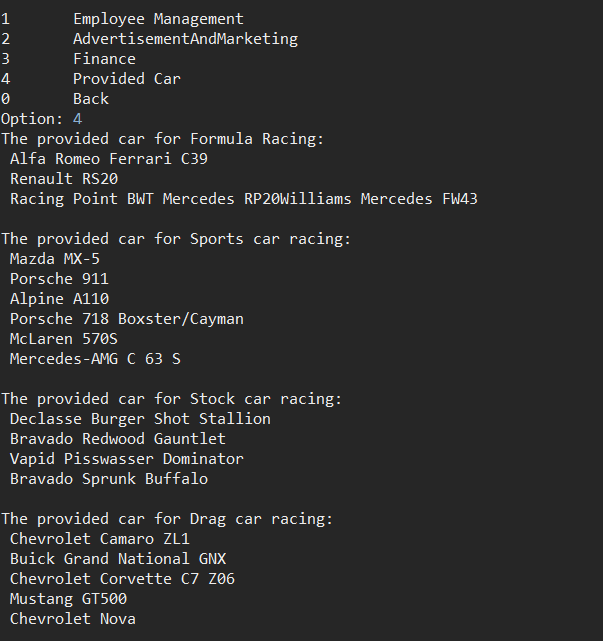 1 Employee Management
2 AdvertisementAndMarketing
3 Finance
4 Provided Car
0 Back
Option: 4
The provided car for Formula Racing:
Alfa Romeo Ferrari C39
Renault RS20
Racing Point BWT Mercedes RP20Williams Mercedes FW43
The provided car for Sports car racing:
Mazda MX-5
Porsche 911
Alpine A110
Porsche 718 Boxster/Cayman
McLaren 570S
Mercedes-AMG C 63 S
The provided car for Stock car racing:
Declasse Burger Shot Stallion
Bravado Redwood Gauntlet
Vapid Pisswasser Dominator
Bravado Sprunk Buffalo
The provided car for Drag car racing:
Chevrolet Camaro ZL1
Buick Grand National GNX
Chevrolet Corvette C7 Z06
Mustang GT500
Chevrolet Nova